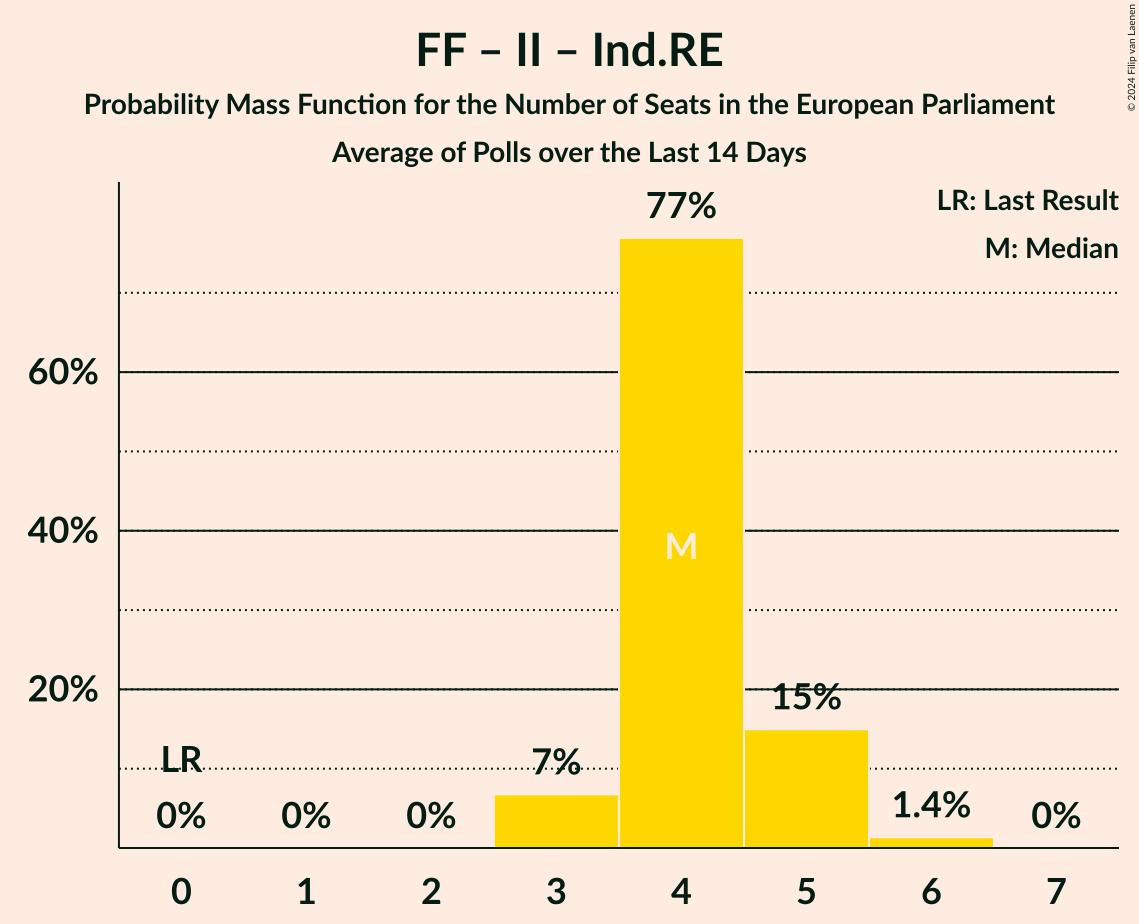 FF – II – Ind.RE
Probability Mass Function for the Number of Seats in the European Parliament
Average of Polls over the Last 14 Days
© 2024 Filip van Laenen
LR: Last Result
M: Median
77%
60%
40%
M
20%
15%
LR
7%
0%
0%
0%
1.4%
0%
0 1 2 3 4 5 6 7